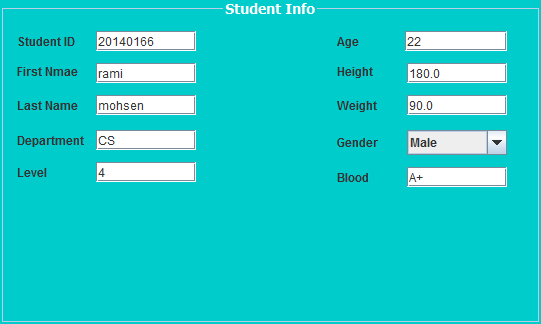 Student Info
Student ID 20140166
Age 22
First Nmae rami
Height 180.0
Last Name mohsen
Weight 90.0
Department CS
Gender Male
Level 4
Blood A+